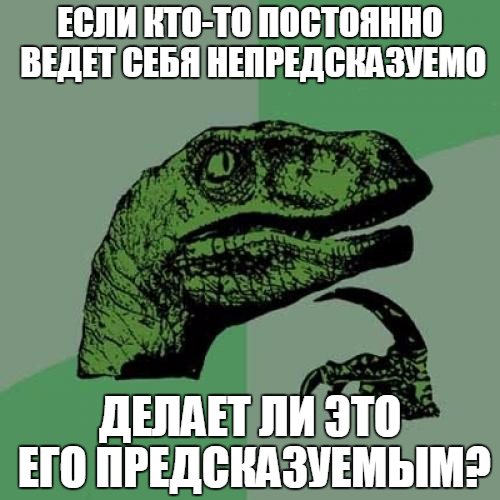 ЕСЛИ КТО-ТО ПОСТОЯННО
ВЕДЕТ СЕБЯ НЕПРЕДСКАЗУЕМО
ДЕЛАЕТ ЛИ ЭТО
ЕГО ПРЕДСКАЗУЕМЫМ?